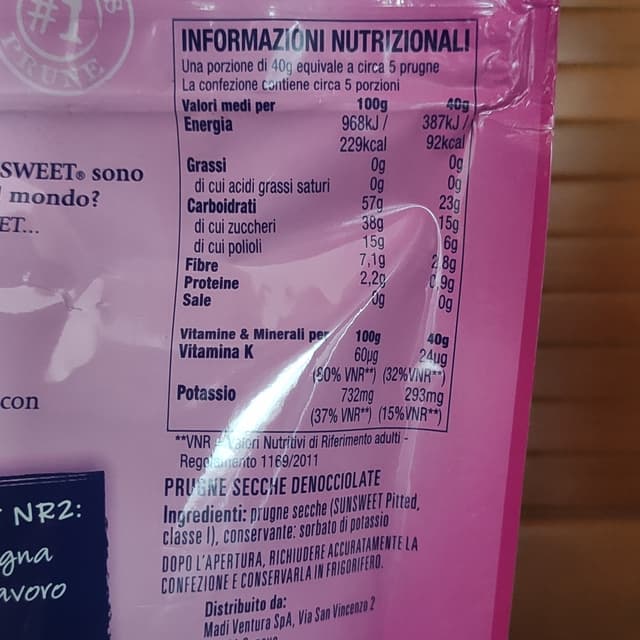 #1
PRUNE
SWEET® sono
mondo?
ET...
con
NR2:
gna
avoro
INFORMAZIONI NUTRIZIONALI
Una porzione di 40g equivale a circa 5 prugne
La confezione contiene circa 5 porzioni
Valori medi per 100g 40g
Energia 968kJ / 387kJ /
229kcal 92kcal
Grassi 0g 0g
di cui acidi grassi saturi 0g 0g
Carboidrati 57g 23g
di cui zuccheri 38g 15g
di cui polioli 15g 6g
Fibre 7,1g 2,8g
Proteine 2,2g 0,9g
Sale 0g 0g
Vitamine & Minerali per 100g 40g
Vitamina K 60µg 24µg
(80% VNR**) (32%VNR**)
Potassio 732mg 293mg
(37% VNR**) (15%VNR**)
**VNR = Valori Nutritivi di Riferimento adulti -
Regolamento 1169/2011
PRUGNE SECCHE DENOCCIOLATE
Ingredienti: prugne secche (SUNSWEET Pitted,
classe I), conservante: sorbato di potassio
DOPO L'APERTURA, RICHIUDERE ACCURATAMENTE LA
CONFEZIONE E CONSERVARLA IN FRIGORIFERO.
Distribuito da:
Madi Ventura SpA, Via San Vincenzo 2